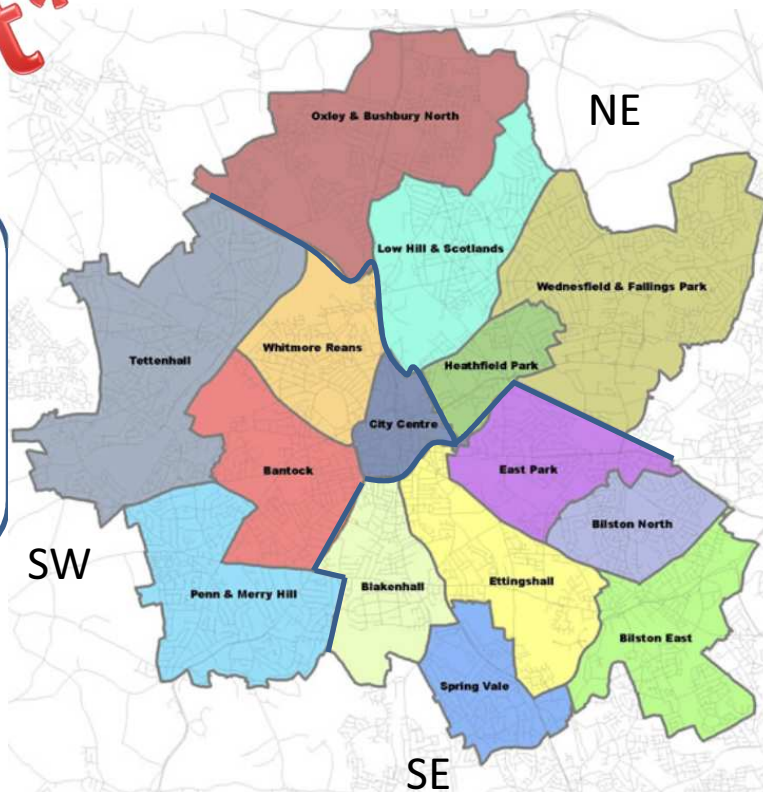 Oxley & Bushbury North
NE
Low Hill & Scotlands
Wednesfield & Fallings Park
Whitmore Reans
Tettenhall
Heathfield Park
City Centre
Bantock
East Park
Bilston North
SW
Penn & Merry Hill
Blakenhall
Ettingshall
Bilston East
Spring Vale
SE